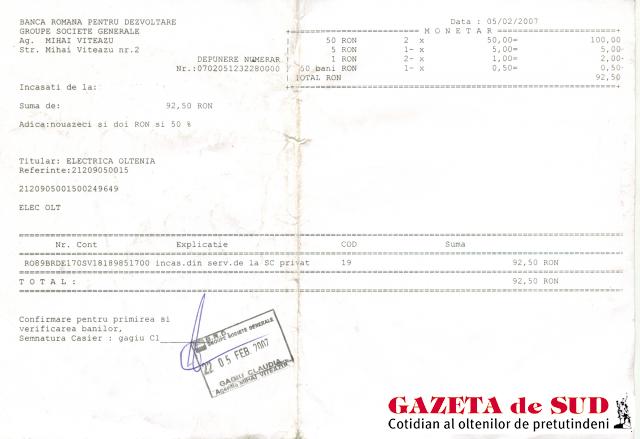 BANCA ROMANA PENTRU DEZVOLTARE
GROUPE SOCIETE GENERALE
Ag. MIHAI VITEAZU
Str. Mihai Viteazu nr.2
Data : 05/02/2007
M O N E T A R
50 RON 2 x 50,00= 100,00
5 RON 1- x 5,00= 5,00-
1 RON 2- x 1,00= 2,00-
50 bani 1- x 0,50= 0,50-
TOTAL RON 92,50
DEPUNERE NUMERAR
Nr.:0702051232280000
Incasati de la:
Suma de: 92,50 RON
Adica:nouazeci si doi RON si 50 %
Titular: ELECTRICA OLTENIA
Referinte:21209050015
2120905001500249649
ELEC OLT
Nr. Cont Explicatie COD Suma
RO89BRDE170SV18189851700 incas.din serv.de la SC privat 19 92,50 RON
T O T A L : 92,50 RON
Confirmare pentru primirea si
verificarea banilor,
Semnatura Casier : gagiu Cl
GROUPE SOCIETE GENERALE
22 05 FEB. 2007
GAGIU CLAUDIA
Agentia MIHAI VITEAZU
GAZETA de SUD
Cotidian al oltenilor de pretutindeni